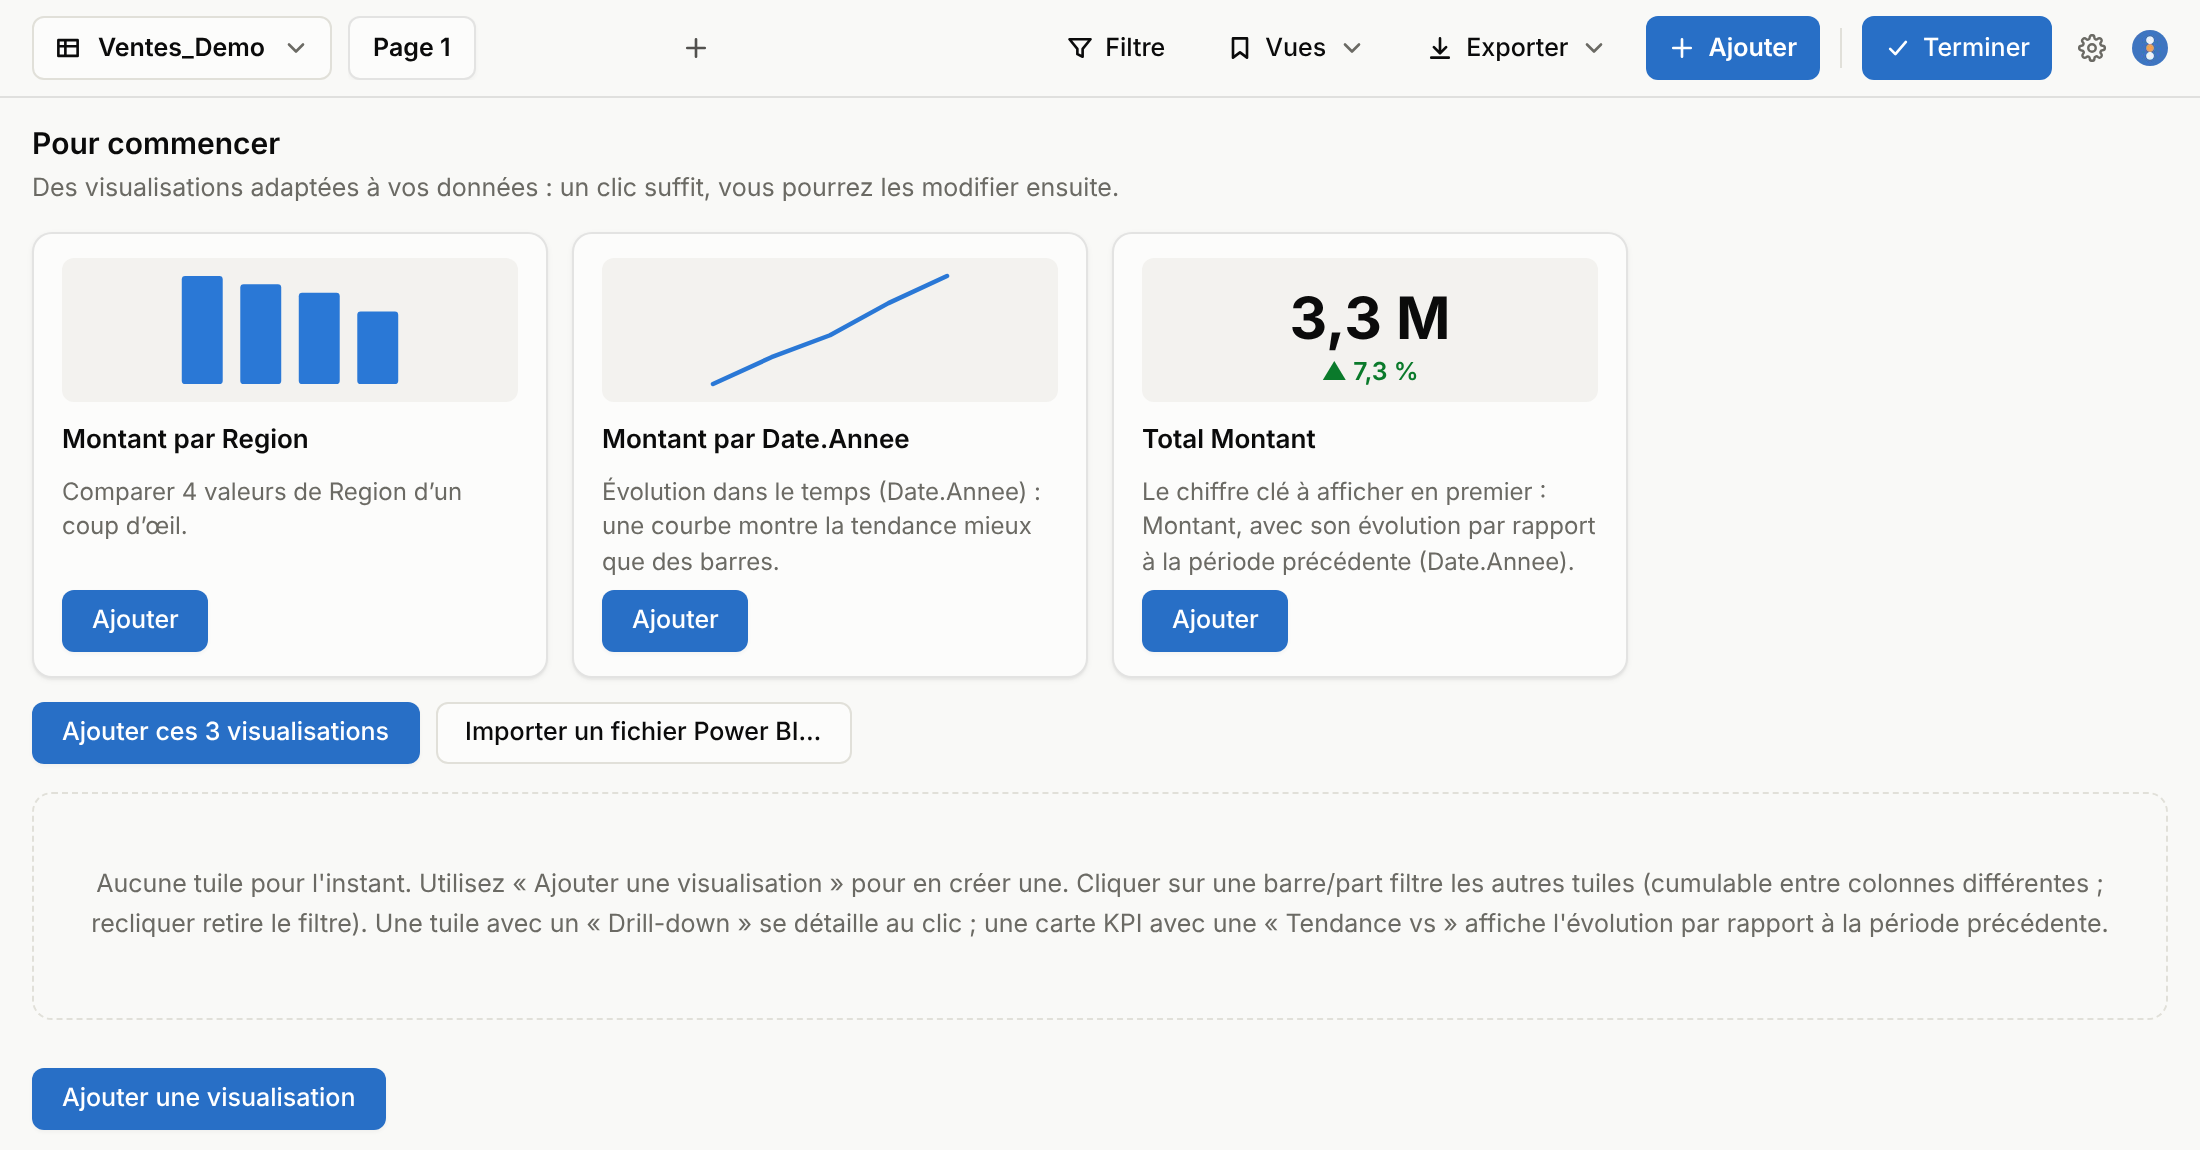 Ventes_Demo
Page 1
Filtre
Vues
Exporter
Ajouter
Terminer
Pour commencer
Des visualisations adaptées à vos données : un clic suffit, vous pourrez les modifier ensuite.
Montant par Region
Comparer 4 valeurs de Region d’un
coup d’œil.
Ajouter
Montant par Date.Annee
Évolution dans le temps (Date.Annee) :
une courbe montre la tendance mieux
que des barres.
Ajouter
3,3 M
▲ 7,3 %
Total Montant
Le chiffre clé à afficher en premier :
Montant, avec son évolution par rapport
à la période précédente (Date.Annee).
Ajouter
Ajouter ces 3 visualisations
Importer un fichier Power BI...
Aucune tuile pour l'instant. Utilisez « Ajouter une visualisation » pour en créer une. Cliquer sur une barre/part filtre les autres tuiles (cumulable entre colonnes différentes ;
recliquer retire le filtre). Une tuile avec un « Drill-down » se détaille au clic ; une carte KPI avec une « Tendance vs » affiche l'évolution par rapport à la période précédente.
Ajouter une visualisation